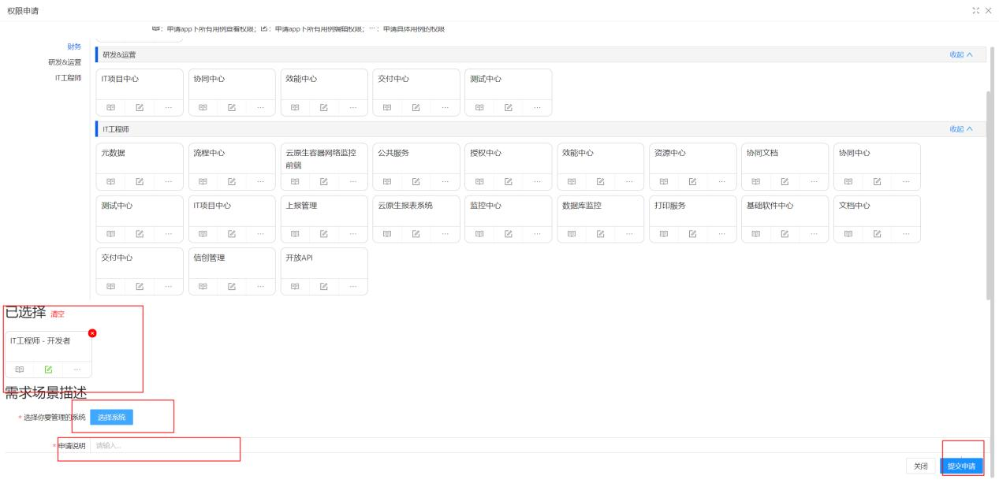 权限申请
：申请app下所有用例查看权限；：申请app下所有用例编辑权限；···：申请具体用例的权限
财务
研发&运营
IT工程师
研发&运营 收起
IT项目中心 协同中心 效能中心 交付中心 测试中心
IT工程师 收起
元数据 流程中心 云原生容器网络监控前端 公共服务 授权中心 效能中心 资源中心 协同文档 协同中心
测试中心 IT项目中心 上报管理 云原生报表系统 监控中心 数据库监控 打印服务 基础软件中心 文档中心
交付中心 信创管理 开放API
已选择 清空
IT工程师 - 开发者
需求场景描述
* 选择你要管理的系统 选择系统
* 申请说明 请输入...
关闭 提交申请